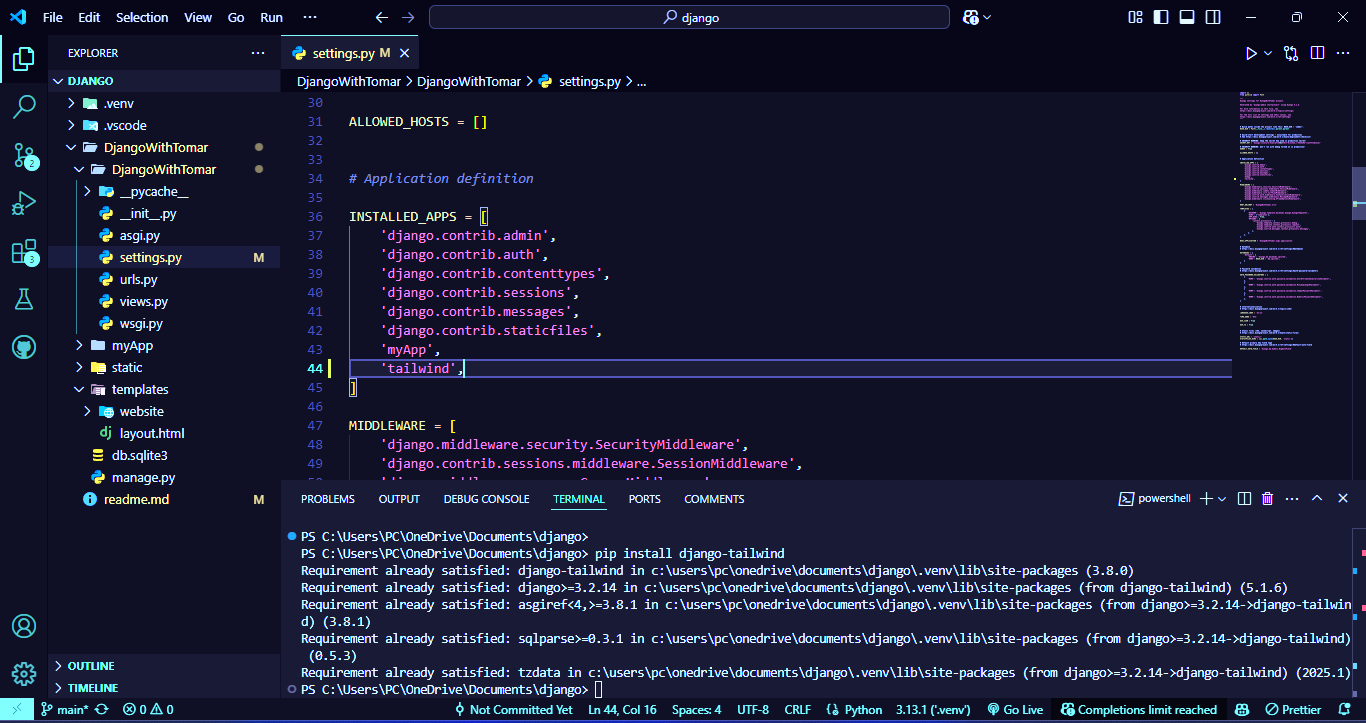 File Edit Selection View Go Run ··· django
EXPLORER ···
DJANGO
.venv
.vscode
DjangoWithTomar
DjangoWithTomar
__pycache__
__init__.py
asgi.py
settings.py M
urls.py
views.py
wsgi.py
myApp
static
templates
website
layout.html
db.sqlite3
manage.py
readme.md M
OUTLINE
TIMELINE
2
3
settings.py M
DjangoWithTomar > DjangoWithTomar > settings.py > ...
30
31 ALLOWED_HOSTS = []
32
33
34 # Application definition
35
36 INSTALLED_APPS = [
37 'django.contrib.admin',
38 'django.contrib.auth',
39 'django.contrib.contenttypes',
40 'django.contrib.sessions',
41 'django.contrib.messages',
42 'django.contrib.staticfiles',
43 'myApp',
44 'tailwind',
45 ]
46
47 MIDDLEWARE = [
48 'django.middleware.security.SecurityMiddleware',
49 'django.contrib.sessions.middleware.SessionMiddleware',
PROBLEMS OUTPUT DEBUG CONSOLE TERMINAL PORTS COMMENTS powershell
PS C:\Users\PC\OneDrive\Documents\django>
PS C:\Users\PC\OneDrive\Documents\django> pip install django-tailwind
Requirement already satisfied: django-tailwind in c:\users\pc\onedrive\documents\django\.venv\lib\site-packages (3.8.0)
Requirement already satisfied: django>=3.2.14 in c:\users\pc\onedrive\documents\django\.venv\lib\site-packages (from django-tailwind) (5.1.6)
Requirement already satisfied: asgiref<4,>=3.8.1 in c:\users\pc\onedrive\documents\django\.venv\lib\site-packages (from django>=3.2.14->django-tailwin
d) (3.8.1)
Requirement already satisfied: sqlparse>=0.3.1 in c:\users\pc\onedrive\documents\django\.venv\lib\site-packages (from django>=3.2.14->django-tailwind)
(0.5.3)
Requirement already satisfied: tzdata in c:\users\pc\onedrive\documents\django\.venv\lib\site-packages (from django>=3.2.14->django-tailwind) (2025.1)
PS C:\Users\PC\OneDrive\Documents\django>
main* 0 0 Not Committed Yet Ln 44, Col 16 Spaces: 4 UTF-8 CRLF Python 3.13.1 ('.venv') Go Live Completions limit reached Prettier